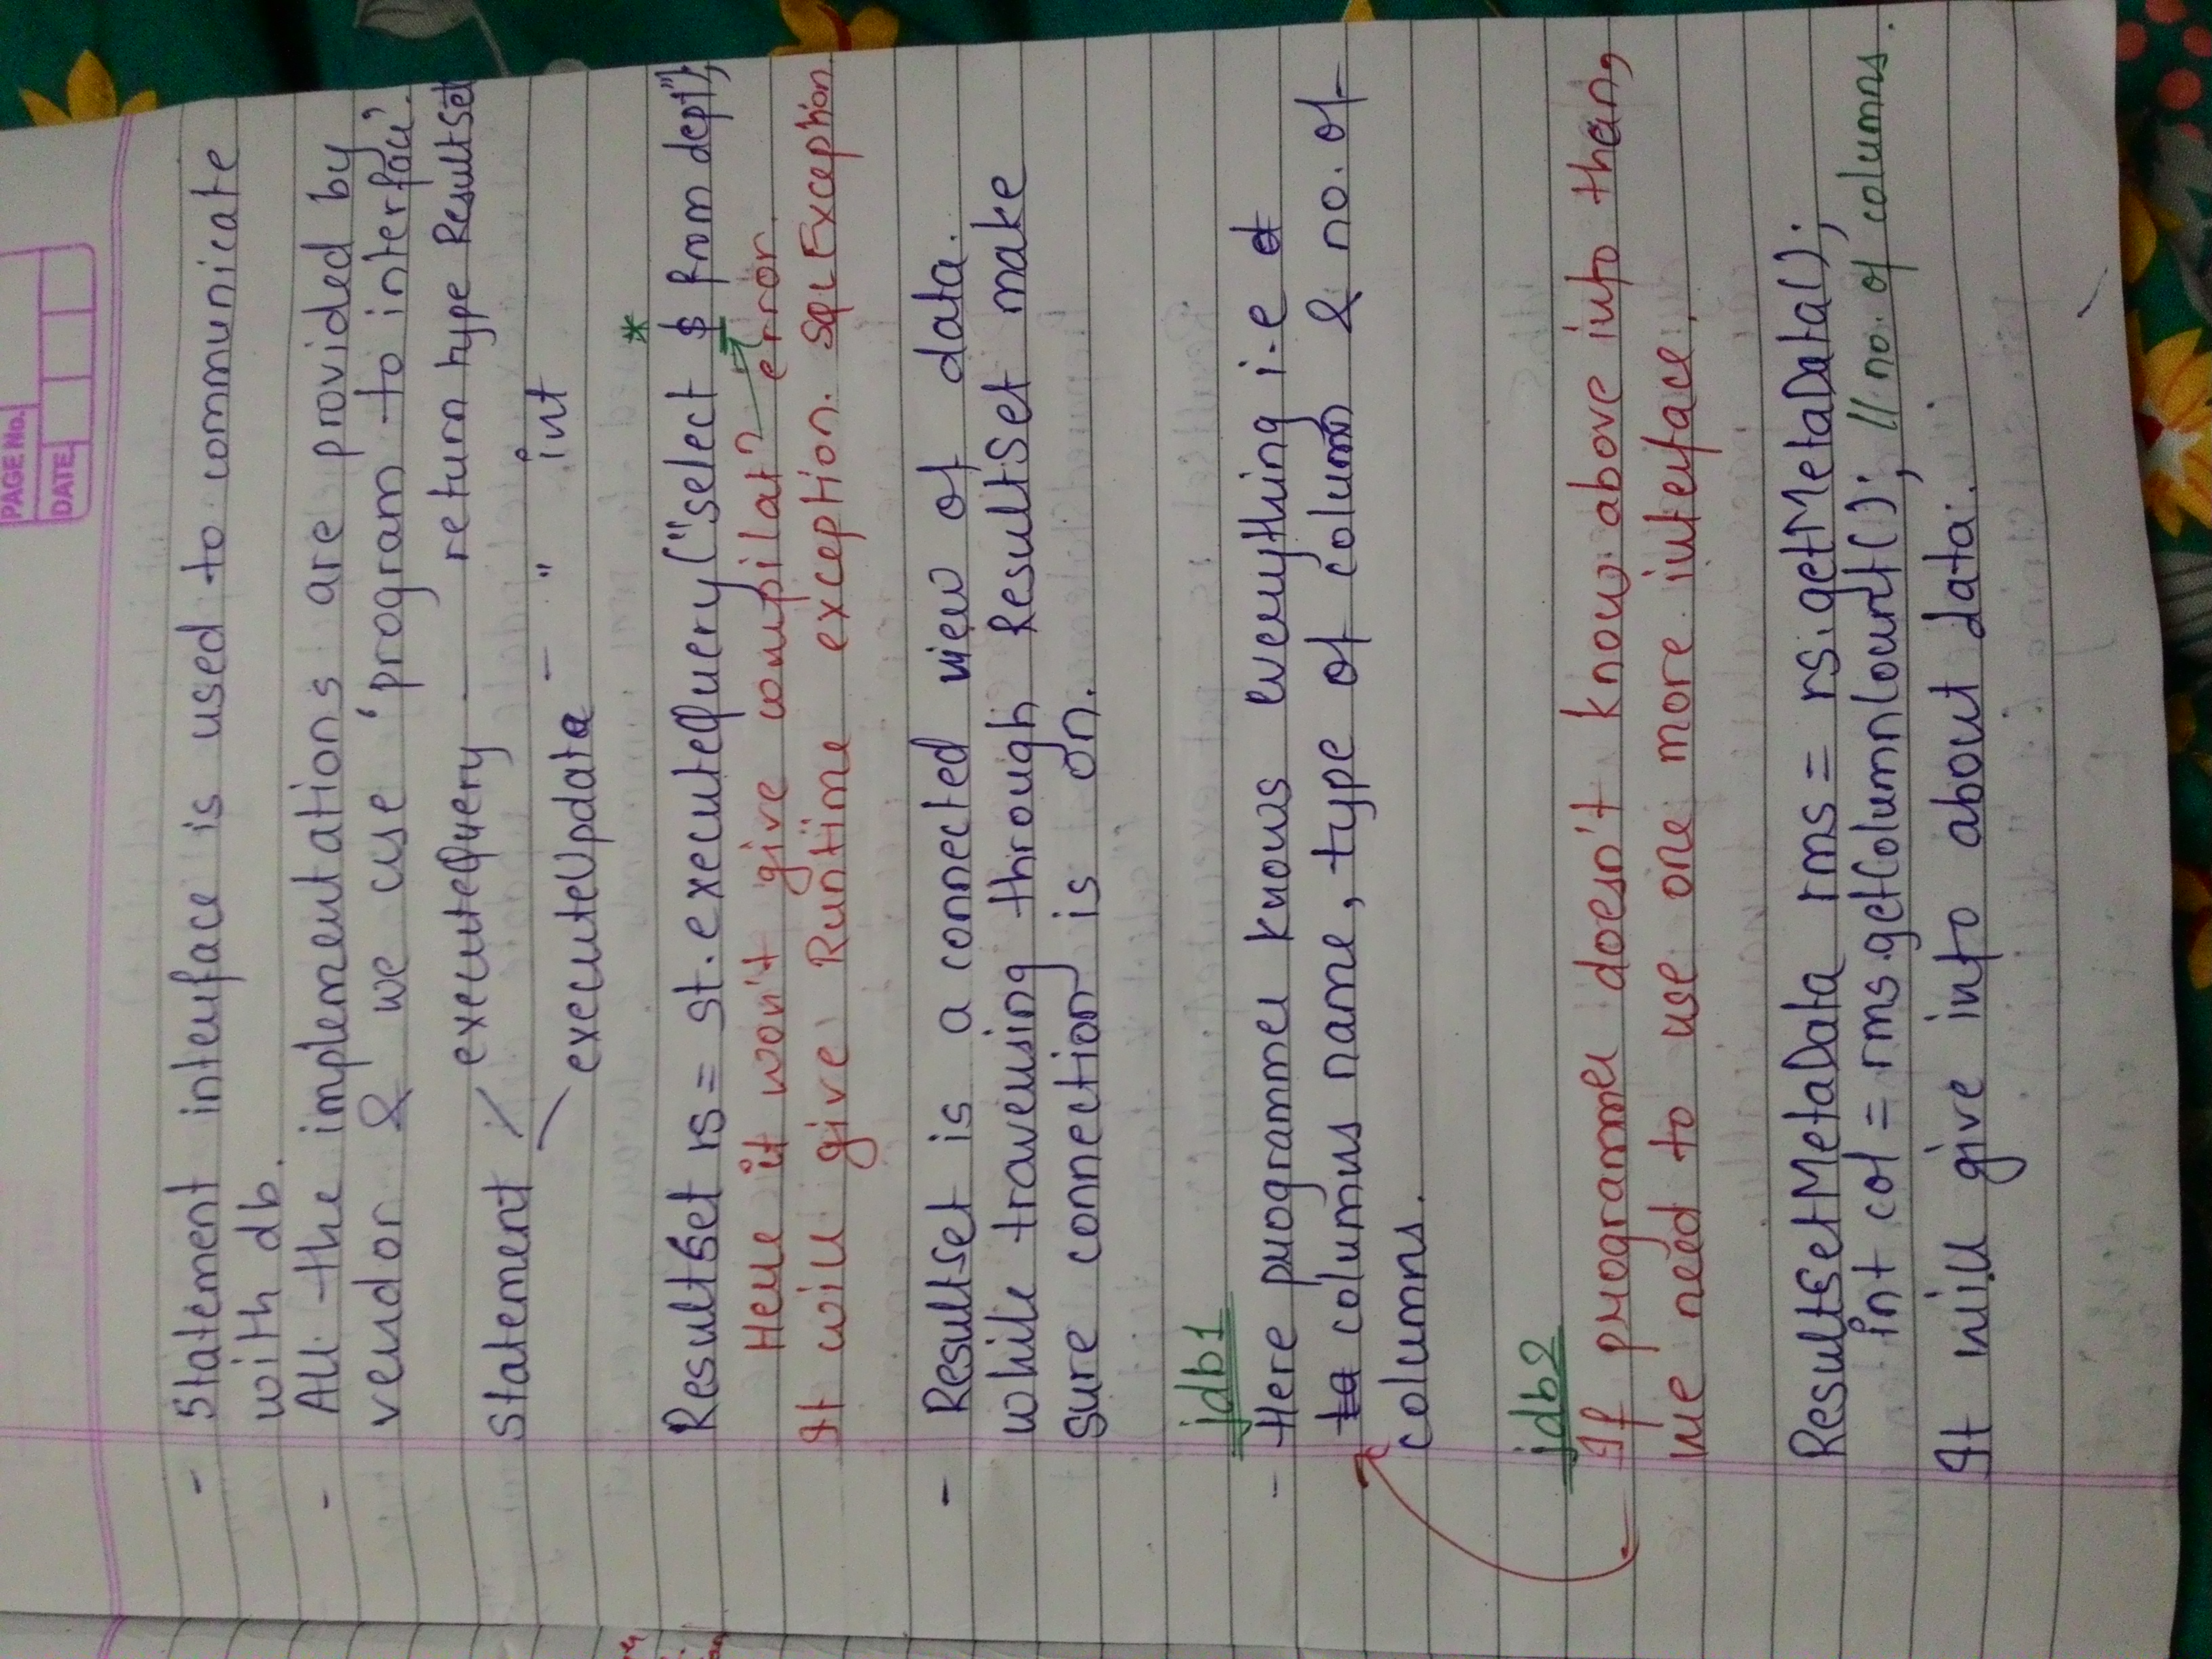 PAGE No.
DATE
- Statement interface is used to communicate
with db.
- All the implementations are provided by
vendor & we use 'program to interface'.
executeQuery — return type ResultSet
Statement
executeUpdate - " int
*
ResultSet rs = st.executeQuery("select $ from dept");
Here it won't give compilatn error.
It will give Runtime exception. SQLException
- ResultSet is a connected view of data.
while traversing through ResultSet make
sure connection is on.
jdb1
- Here programmer knows everything i.e
columns name, type of column & no. of
columns.
jdb2
If programmer doesn't know above info then,
we need to use one more interface.
ResultSetMetaData rms = rs.getMetaData();
int col = rms.getColumnCount(); // no. of columns.
It will give info about data.